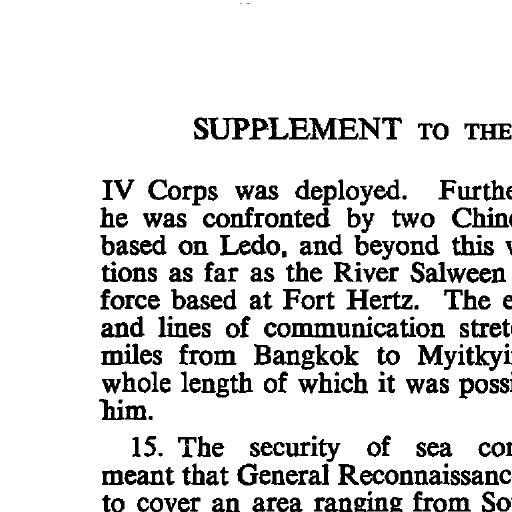 SUPPLEMENT TO THE
IV Corps was deployed. Furthe
he was confronted by two Chin
based on Ledo, and beyond this
tions as far as the River Salween
force based at Fort Hertz. The e
and lines of communication stret
miles from Bangkok to Myitkyi
whole length of which it was possi
him.
15. The security of sea co
meant that General Reconnaissanc
to cover an area ranging from So